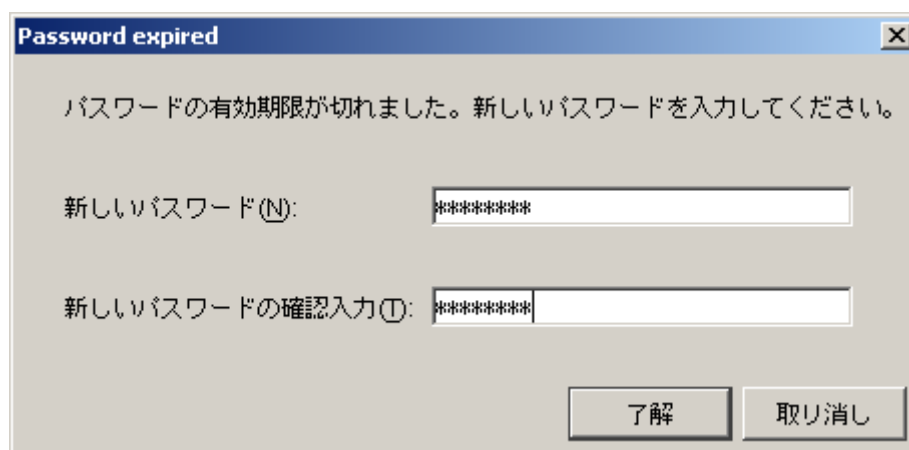 Password expired
パスワードの有効期限が切れました。新しいパスワードを入力してください。
新しいパスワード(N):
********
新しいパスワードの確認入力(T):
********
了解
取り消し